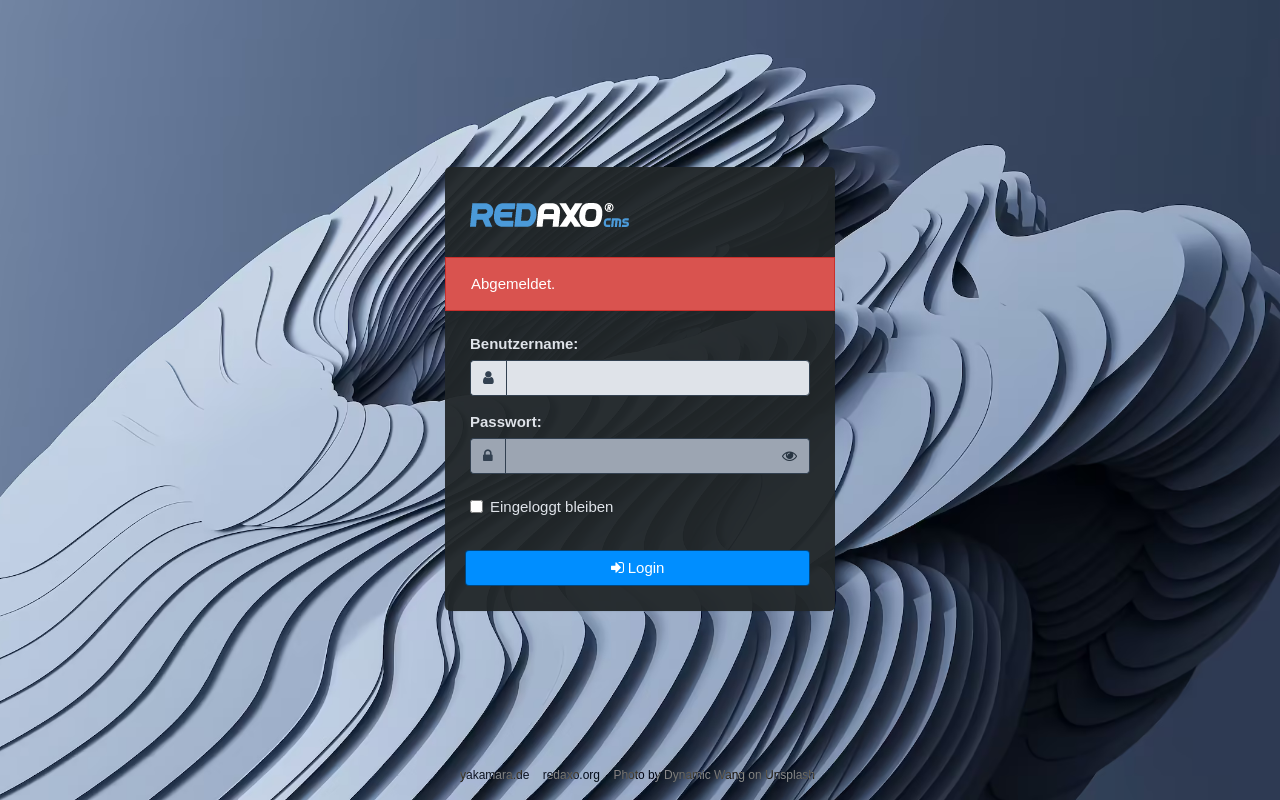 REDAXO® cms
Abgemeldet.
Benutzername:
Passwort:
Eingeloggt bleiben
Login
yakamara.de redaxo.org Photo by Dynamic Wang on Unsplash